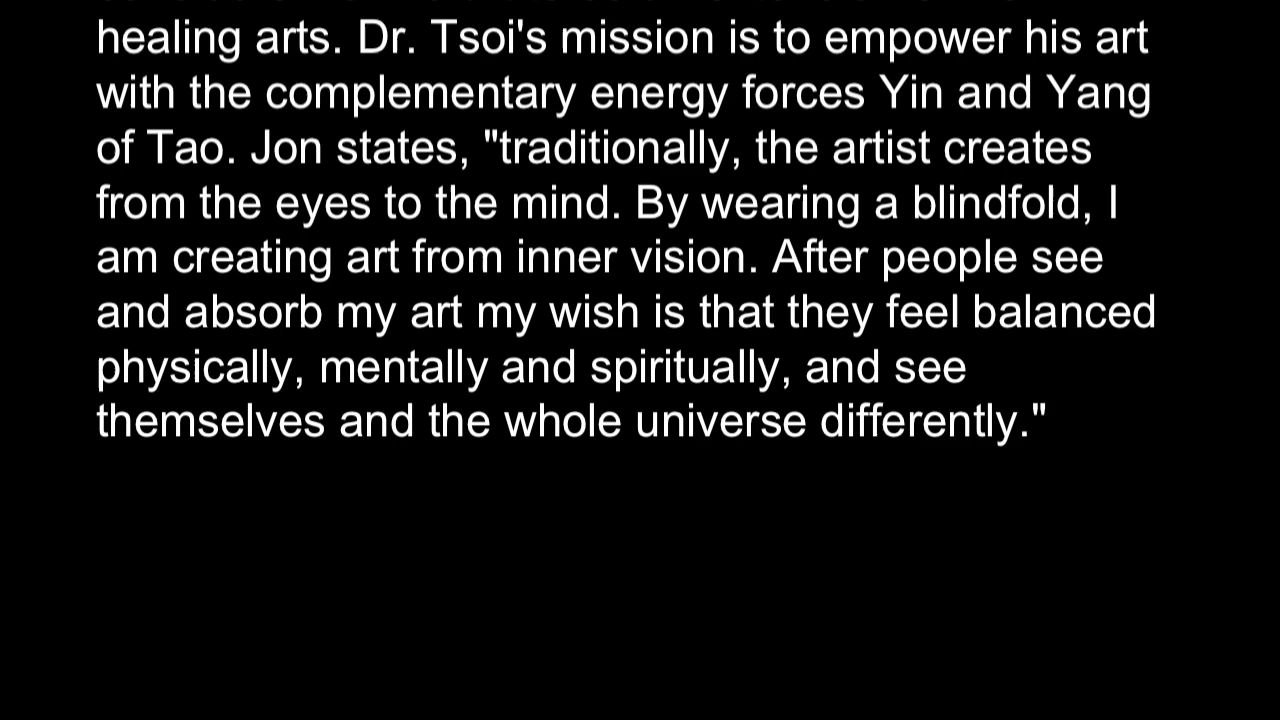 healing arts. Dr. Tsoi's mission is to empower his art
with the complementary energy forces Yin and Yang
of Tao. Jon states, "traditionally, the artist creates
from the eyes to the mind. By wearing a blindfold, I
am creating art from inner vision. After people see
and absorb my art my wish is that they feel balanced
physically, mentally and spiritually, and see
themselves and the whole universe differently."